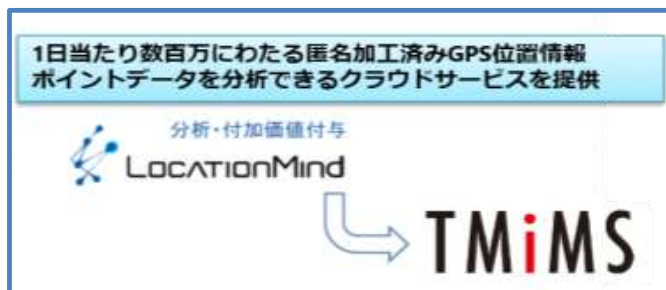 1日当たり数百万にわたる匿名加工済みGPS位置情報
ポイントデータを分析できるクラウドサービスを提供
分析・付加価値付与
LOCATIONMIND
TMiMS